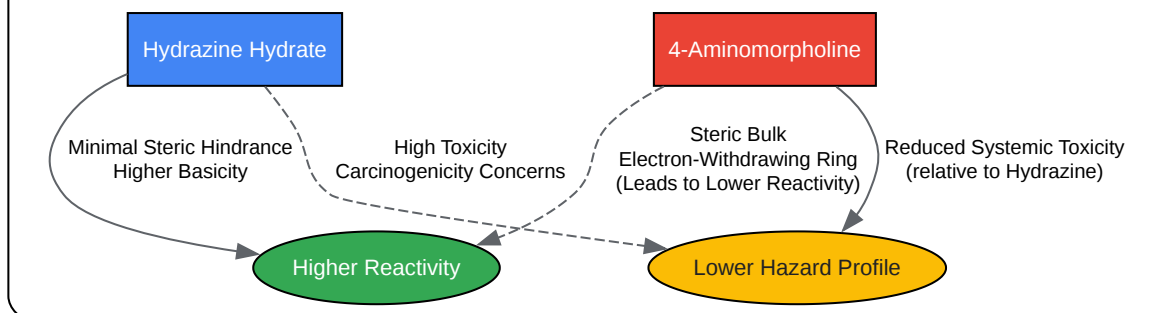 Hydrazine Hydrate
4-Aminomorpholine
Minimal Steric Hindrance
Higher Basicity
High Toxicity
Carcinogenicity Concerns
Steric Bulk
Electron-Withdrawing Ring
(Leads to Lower Reactivity)
Reduced Systemic Toxicity
(relative to Hydrazine)
Higher Reactivity
Lower Hazard Profile